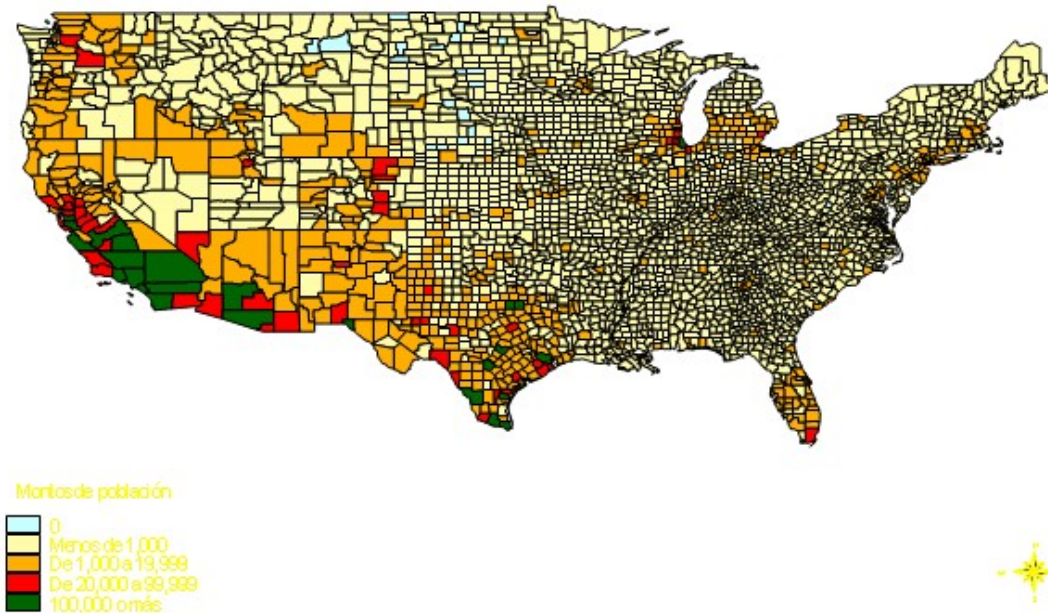 Montos de población
0
Menos de 1,000
De 1,000 a 19,999
De 20,000 a 99,999
100,000 o más